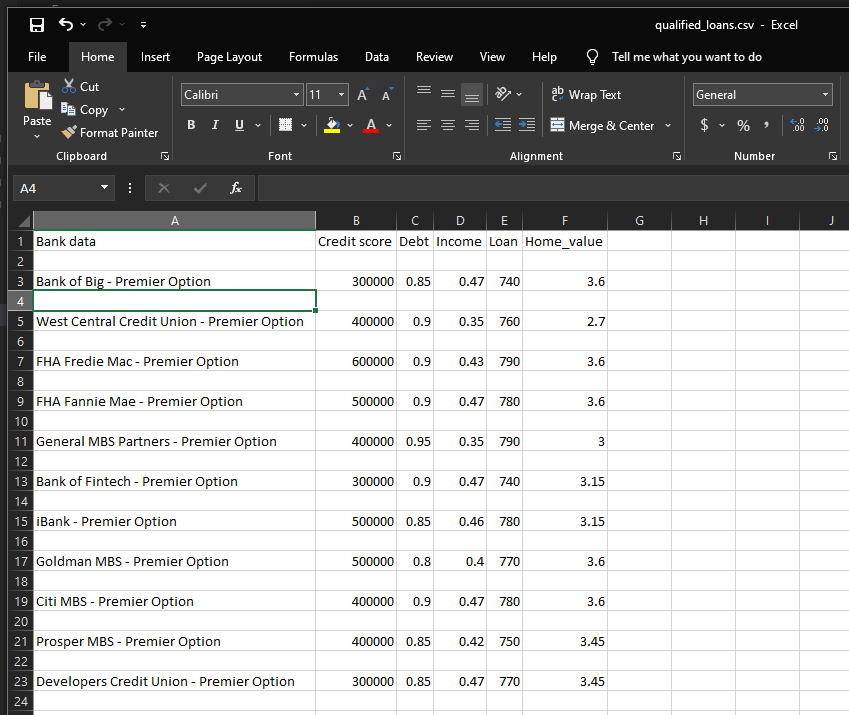 qualified_loans.csv - Excel
File Home Insert Page Layout Formulas Data Review View Help Tell me what you want to do
Paste
Cut
Copy
Format Painter
Clipboard
Calibri 11 A A
B I U A
Font
ab Wrap Text
Merge & Center
Alignment
General
$ % ,
Number
A4 fx
A B C D E F G H I J
1 Bank data Credit score Debt Income Loan Home_value
2
3 Bank of Big - Premier Option 300000 0.85 0.47 740 3.6
4
5 West Central Credit Union - Premier Option 400000 0.9 0.35 760 2.7
6
7 FHA Fredie Mac - Premier Option 600000 0.9 0.43 790 3.6
8
9 FHA Fannie Mae - Premier Option 500000 0.9 0.47 780 3.6
10
11 General MBS Partners - Premier Option 400000 0.95 0.35 790 3
12
13 Bank of Fintech - Premier Option 300000 0.9 0.47 740 3.15
14
15 iBank - Premier Option 500000 0.85 0.46 780 3.15
16
17 Goldman MBS - Premier Option 500000 0.8 0.4 770 3.6
18
19 Citi MBS - Premier Option 400000 0.9 0.47 780 3.6
20
21 Prosper MBS - Premier Option 400000 0.85 0.42 750 3.45
22
23 Developers Credit Union - Premier Option 300000 0.85 0.47 770 3.45
24